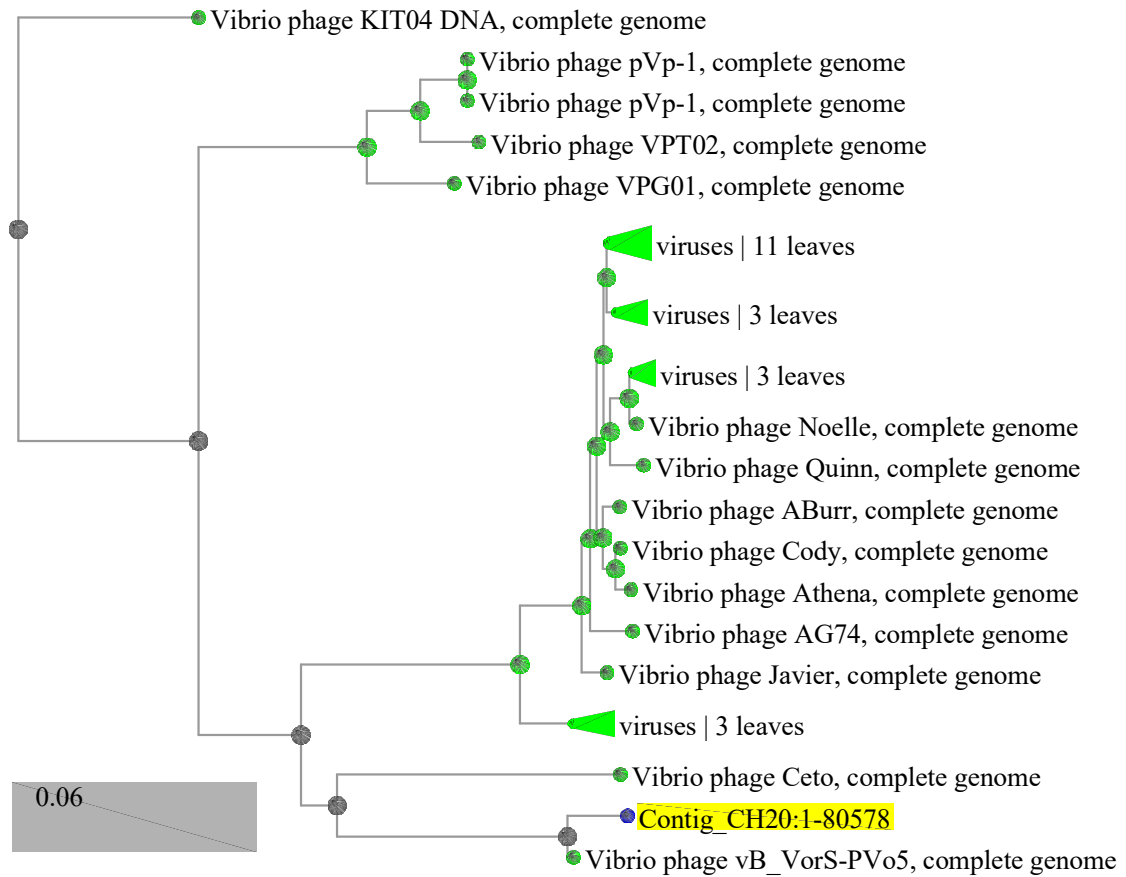 Vibrio phage KIT04 DNA, complete genome
Vibrio phage pVp-1, complete genome
Vibrio phage pVp-1, complete genome
Vibrio phage VPT02, complete genome
Vibrio phage VPG01, complete genome
viruses | 11 leaves
viruses | 3 leaves
viruses | 3 leaves
Vibrio phage Noelle, complete genome
Vibrio phage Quinn, complete genome
Vibrio phage ABurr, complete genome
Vibrio phage Cody, complete genome
Vibrio phage Athena, complete genome
Vibrio phage AG74, complete genome
Vibrio phage Javier, complete genome
viruses | 3 leaves
Vibrio phage Ceto, complete genome
0.06
Contig_CH20:1-80578
Vibrio phage vB_VorS-PVo5, complete genome